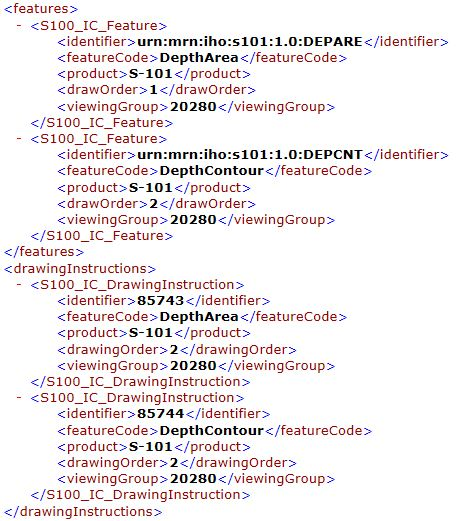 <features>
- <S100_IC_Feature>
<identifier>urn:mrn:iho:s101:1.0:DEPARE</identifier>
<featureCode>DepthArea</featureCode>
<product>S-101</product>
<drawOrder>1</drawOrder>
<viewingGroup>20280</viewingGroup>
</S100_IC_Feature>
- <S100_IC_Feature>
<identifier>urn:mrn:iho:s101:1.0:DEPCNT</identifier>
<featureCode>DepthContour</featureCode>
<product>S-101</product>
<drawOrder>2</drawOrder>
<viewingGroup>20280</viewingGroup>
</S100_IC_Feature>
</features>
<drawingInstructions>
- <S100_IC_DrawingInstruction>
<identifier>85743</identifier>
<featureCode>DepthArea</featureCode>
<product>S-101</product>
<drawingOrder>2</drawingOrder>
<viewingGroup>20280</viewingGroup>
</S100_IC_DrawingInstruction>
- <S100_IC_DrawingInstruction>
<identifier>85744</identifier>
<featureCode>DepthContour</featureCode>
<product>S-101</product>
<drawingOrder>2</drawingOrder>
<viewingGroup>20280</viewingGroup>
</S100_IC_DrawingInstruction>
</drawingInstructions>